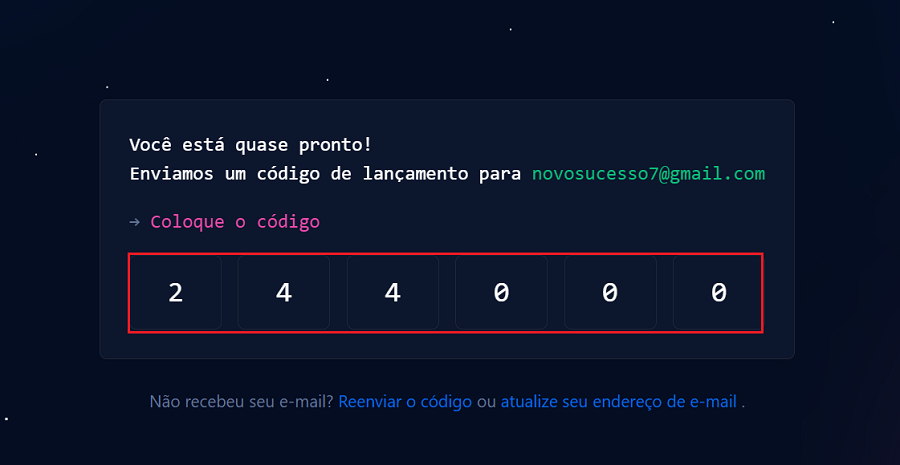 Você está quase pronto!
Enviamos um código de lançamento para novosucesso7@gmail.com
→ Coloque o código
2 4 4 0 0 0
Não recebeu seu e-mail? Reenviar o código ou atualize seu endereço de e-mail .